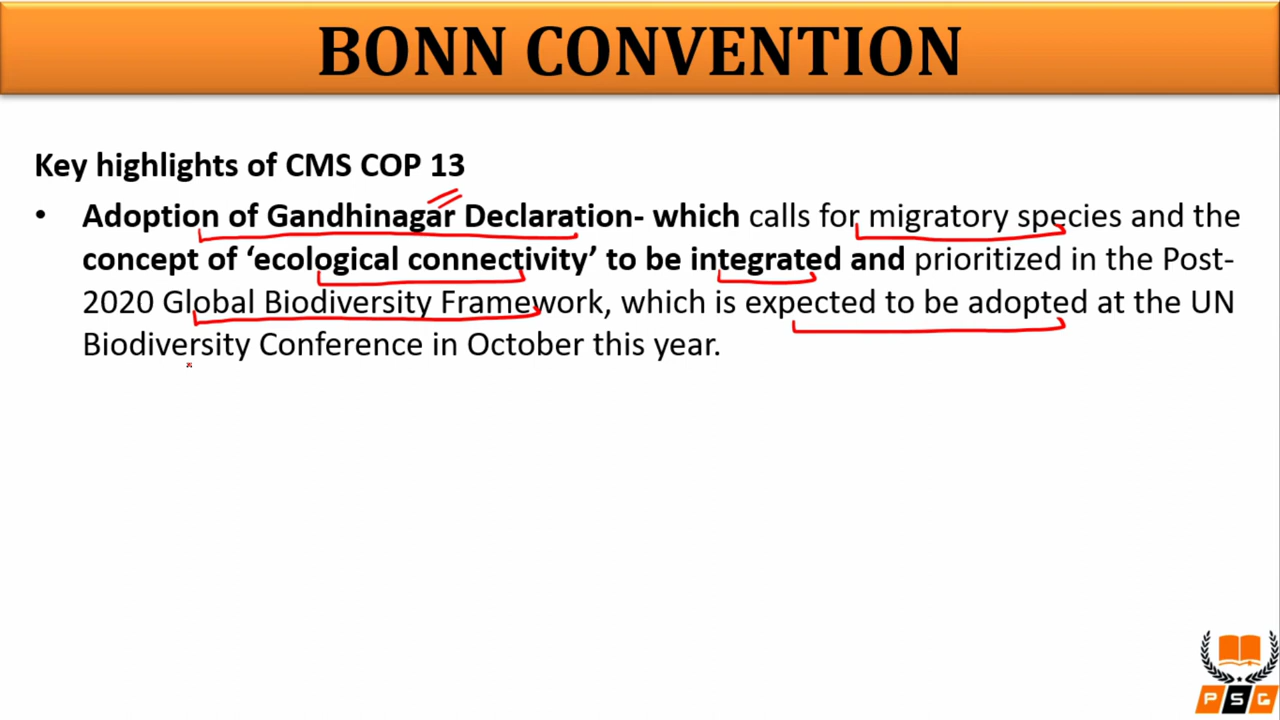 BONN CONVENTION
Key highlights of CMS COP 13
• Adoption of Gandhinagar Declaration- which calls for migratory species and the
concept of ‘ecological connectivity’ to be integrated and prioritized in the Post-
2020 Global Biodiversity Framework, which is expected to be adopted at the UN
Biodiversity Conference in October this year.
PSG